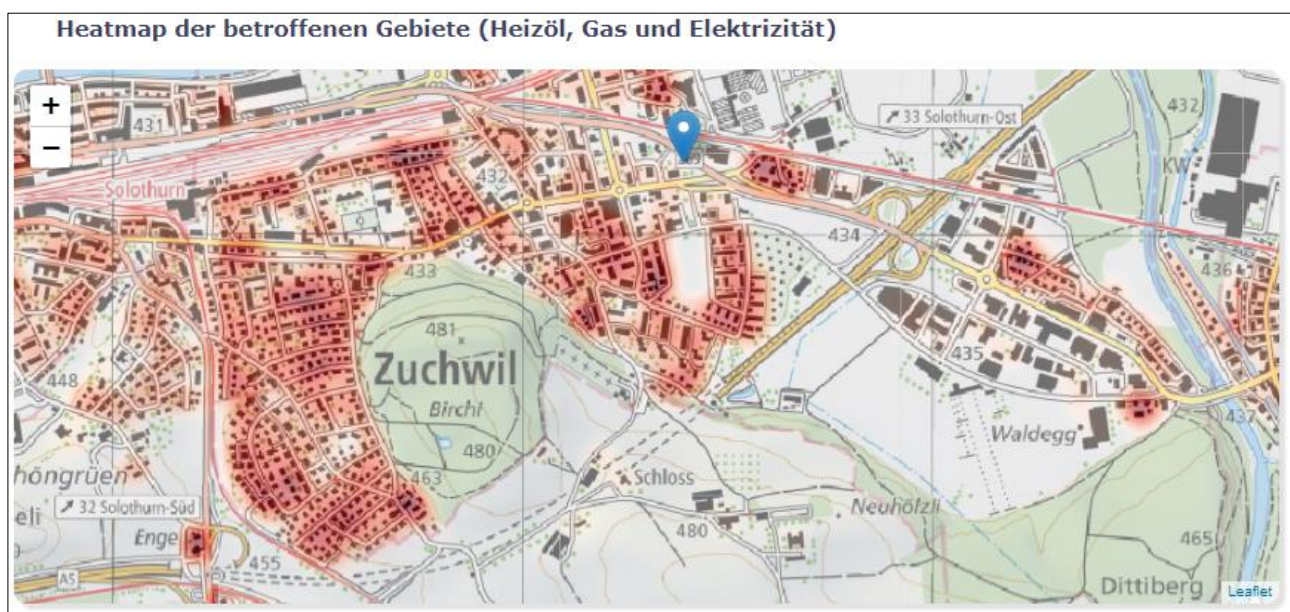 Heatmap der betroffenen Gebiete (Heizöl, Gas und Elektrizität)
+
−
431
33 Solothurn-Ost
432
KW
Solothurn
432
434
433
436
481
Zuchwil
Birchi
448
435
437
480
463
Waldegg
höngrüen
Schloss
Neuhölzli
32 Solothurn-Süd
eli
Enge
480
465
455
A5
Dittiberg
Leaflet